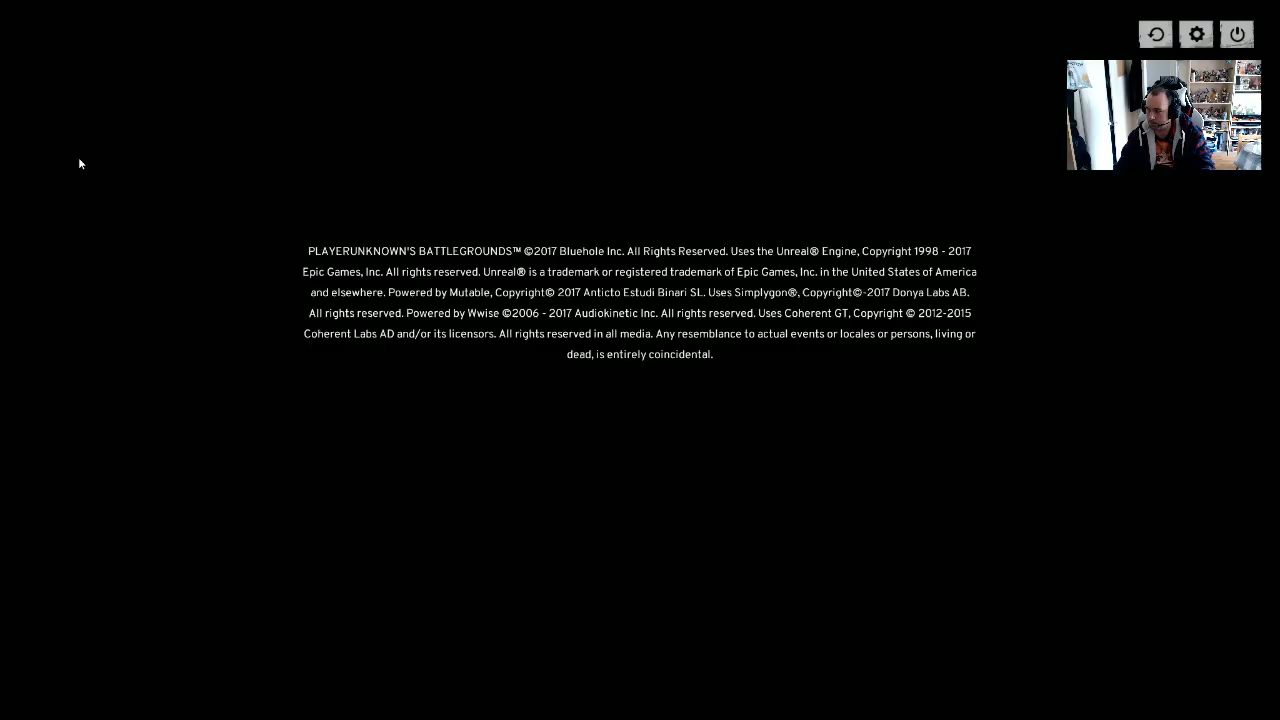 PLAYERUNKNOWN'S BATTLEGROUNDS™ ©2017 Bluehole Inc. All Rights Reserved. Uses the Unreal® Engine, Copyright 1998 - 2017
Epic Games, Inc. All rights reserved. Unreal® is a trademark or registered trademark of Epic Games, Inc. in the United States of America
and elsewhere. Powered by Mutable, Copyright© 2017 Anticto Estudi Binari SL. Uses Simplygon®, Copyright©-2017 Donya Labs AB.
All rights reserved. Powered by Wwise ©2006 - 2017 Audiokinetic Inc. All rights reserved. Uses Coherent GT, Copyright © 2012-2015
Coherent Labs AD and/or its licensors. All rights reserved in all media. Any resemblance to actual events or locales or persons, living or
dead, is entirely coincidental.